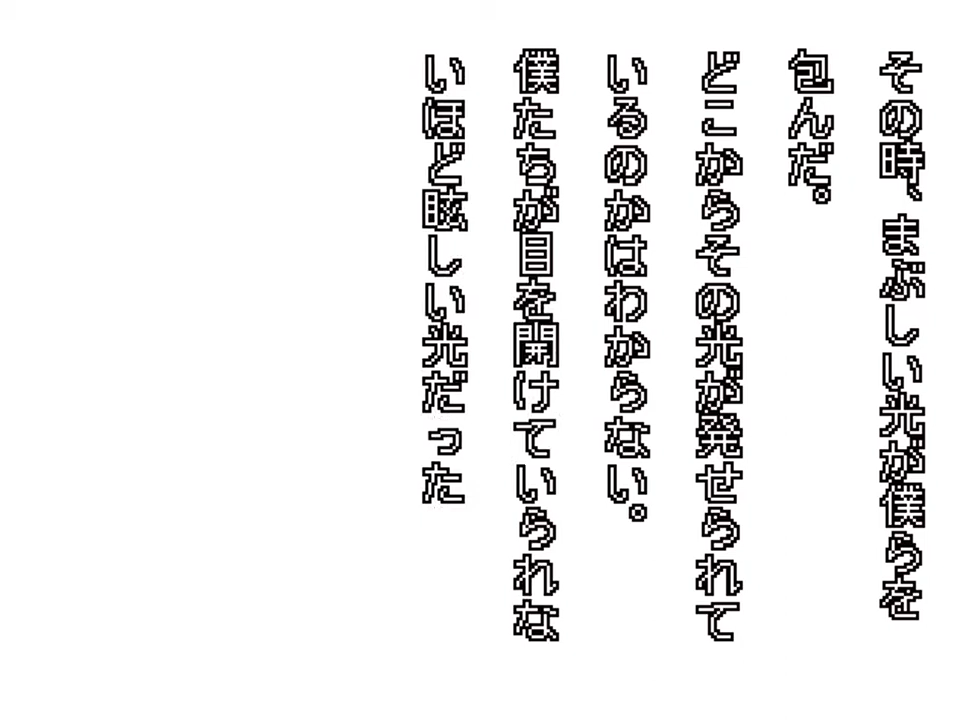 その時、まぶしい光が僕らを
包んだ。
どこからその光が発せられて
いるのかはわからない。
僕たちが目を開けていられな
いほど眩しい光だった